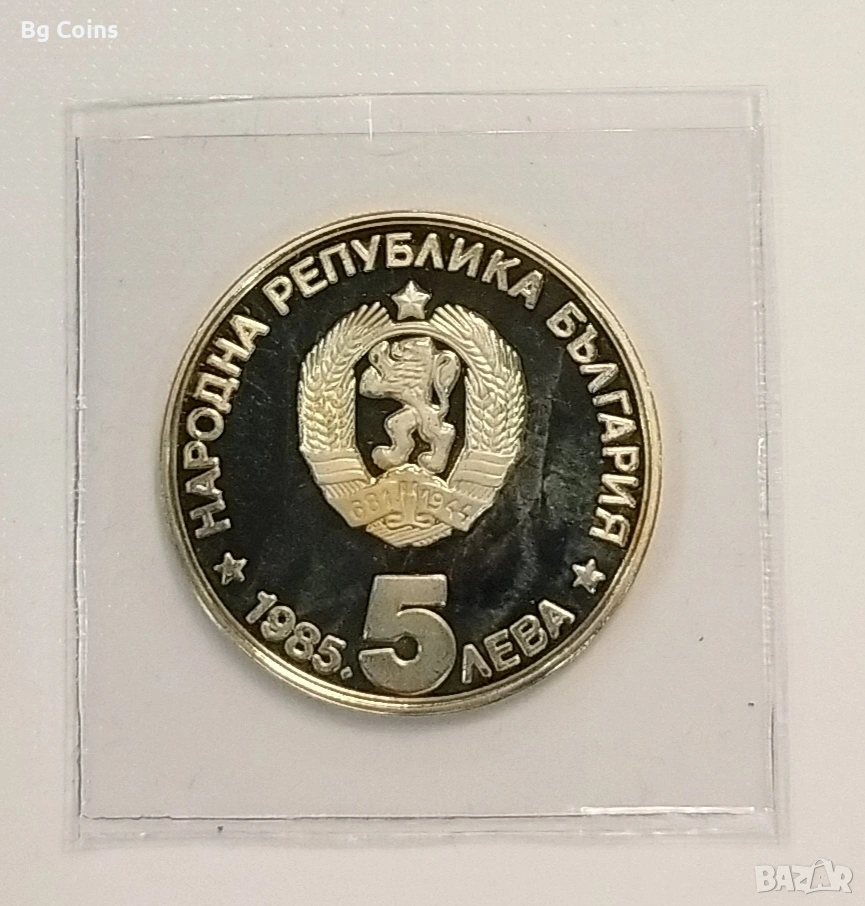 Bg Coins
НАРОДНА РЕПУБЛИКА БЪЛГАРИЯ
681 1944
1985. 5 ЛЕВА
BAZAR